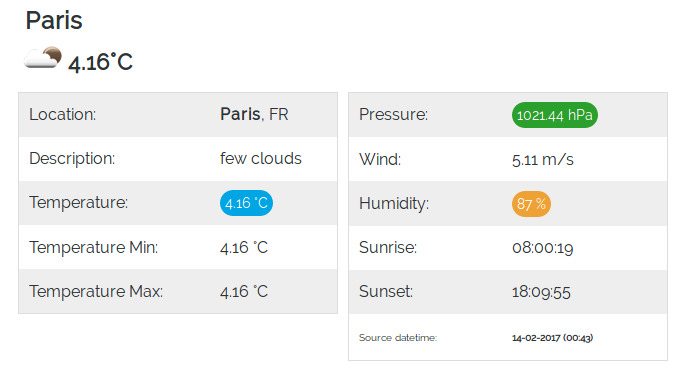 Paris
4.16°C
Location: Paris, FR
Description: few clouds
Temperature: 4.16 °C
Temperature Min: 4.16 °C
Temperature Max: 4.16 °C
Pressure: 1021.44 hPa
Wind: 5.11 m/s
Humidity: 87 %
Sunrise: 08:00:19
Sunset: 18:09:55
Source datetime: 14-02-2017 (00:43)